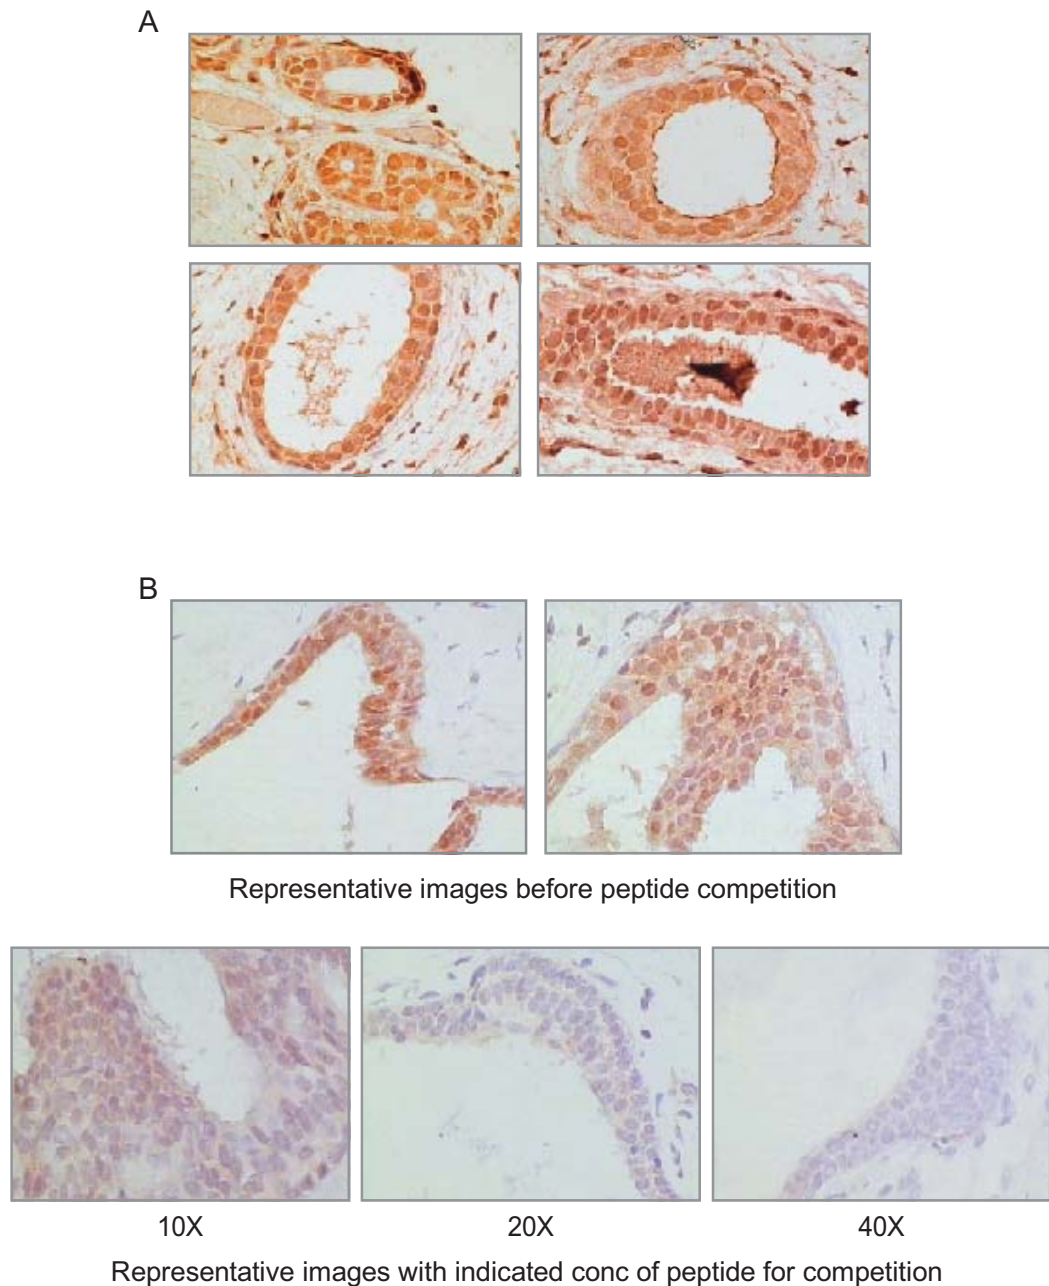 A
B
Representative images before peptide competition
10X
20X
40X
Representative images with indicated conc of peptide for competition